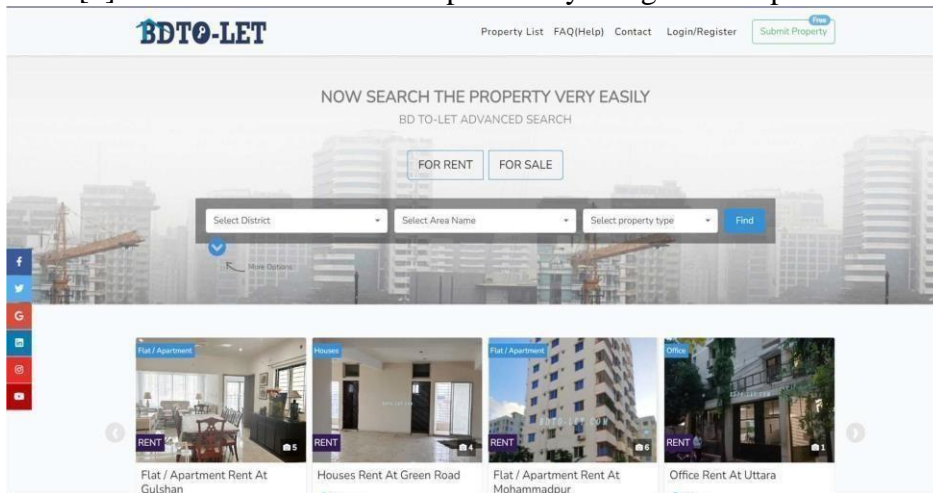 BDTO-LET
Property List FAQ(Help) Contact Login/Register Submit Property
Free
NOW SEARCH THE PROPERTY VERY EASILY
BD TO-LET ADVANCED SEARCH
FOR RENT FOR SALE
Select District Select Area Name Select property type Find
More Options
Flat / Apartment
RENT
5
Flat / Apartment Rent At
Gulshan
Houses
RENT
4
Houses Rent At Green Road
Flat / Apartment
BDTO-LET.COM
RENT
6
Flat / Apartment Rent At
Mohammadpur
Office
RENT
1
Office Rent At Uttara